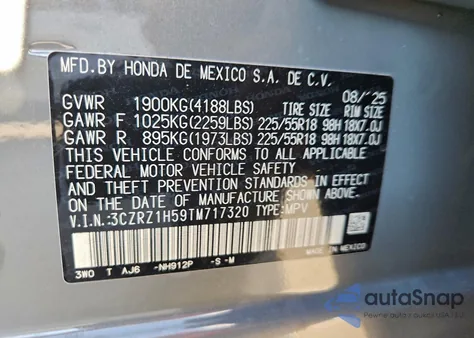 MFD. BY HONDA DE MEXICO S.A. DE C.V.
08/'25
GVWR 1900KG(4188LBS) TIRE SIZE RIM SIZE
GAWR F 1025KG(2259LBS) 225/55R18 98H 18X7.0J
GAWR R 895KG(1973LBS) 225/55R18 98H 18X7.0J
THIS VEHICLE CONFORMS TO ALL APPLICABLE
FEDERAL MOTOR VEHICLE SAFETY
AND THEFT PREVENTION STANDARDS IN EFFECT
ON THE DATE OF MANUFACTURE SHOWN ABOVE.
V.I.N.:3CZRZ1H59TM717320 TYPE:MPV
3WO T AJ6 -NH912P -S -M
MADE IN MEXICO
autoSnap